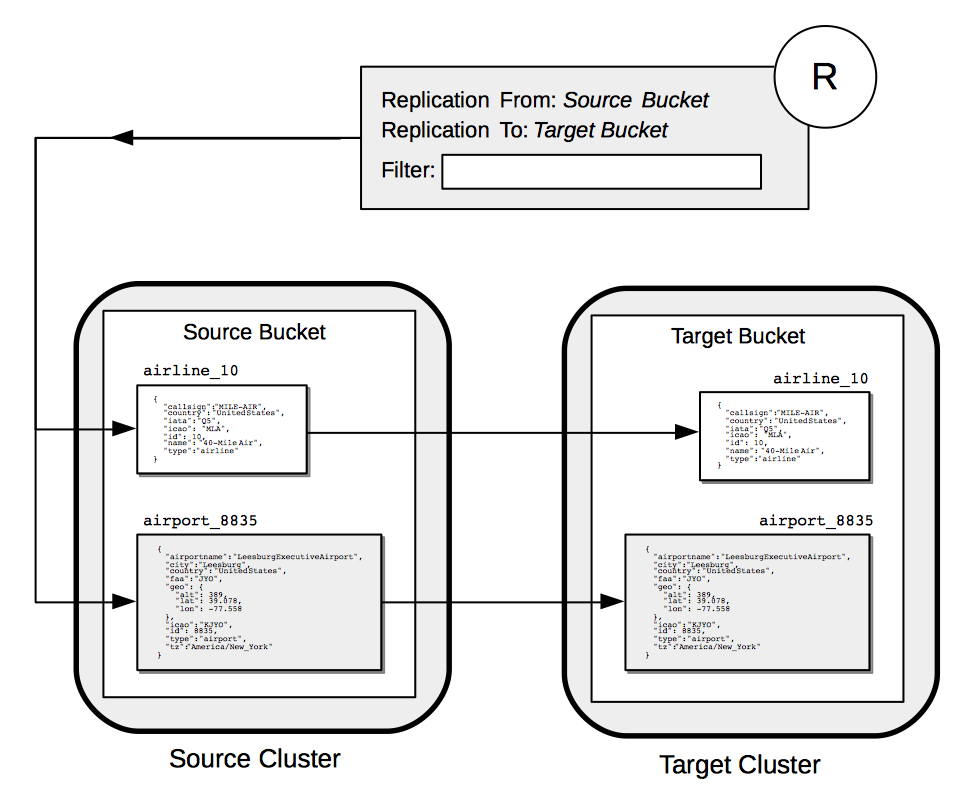 R
Replication From: Source Bucket
Replication To: Target Bucket
Filter:
Source Bucket
airline_10
{
"callsign":"MILE-AIR",
"country":"UnitedStates",
"iata":"Q5",
"icao": "MLA",
"id": 10,
"name": "40-Mile Air",
"type":"airline"
}
airport_8835
{
"airportname":"LeesburgExecutiveAirport",
"city":"Leesburg",
"country":"UnitedStates",
"faa":"JYO",
"geo": {
"alt": 389,
"lat": 39.078,
"lon": -77.558
},
"icao":"KJYO",
"id": 8835,
"type":"airport",
"tz":"America/New_York"
}
Source Cluster
Target Bucket
airline_10
{
"callsign":"MILE-AIR",
"country":"UnitedStates",
"iata":"Q5",
"icao": "MLA",
"id": 10,
"name": "40-Mile Air",
"type":"airline"
}
airport_8835
{
"airportname":"LeesburgExecutiveAirport",
"city":"Leesburg",
"country":"UnitedStates",
"faa":"JYO",
"geo": {
"alt": 389,
"lat": 39.078,
"lon": -77.558
},
"icao":"KJYO",
"id": 8835,
"type":"airport",
"tz":"America/New_York"
}
Target Cluster